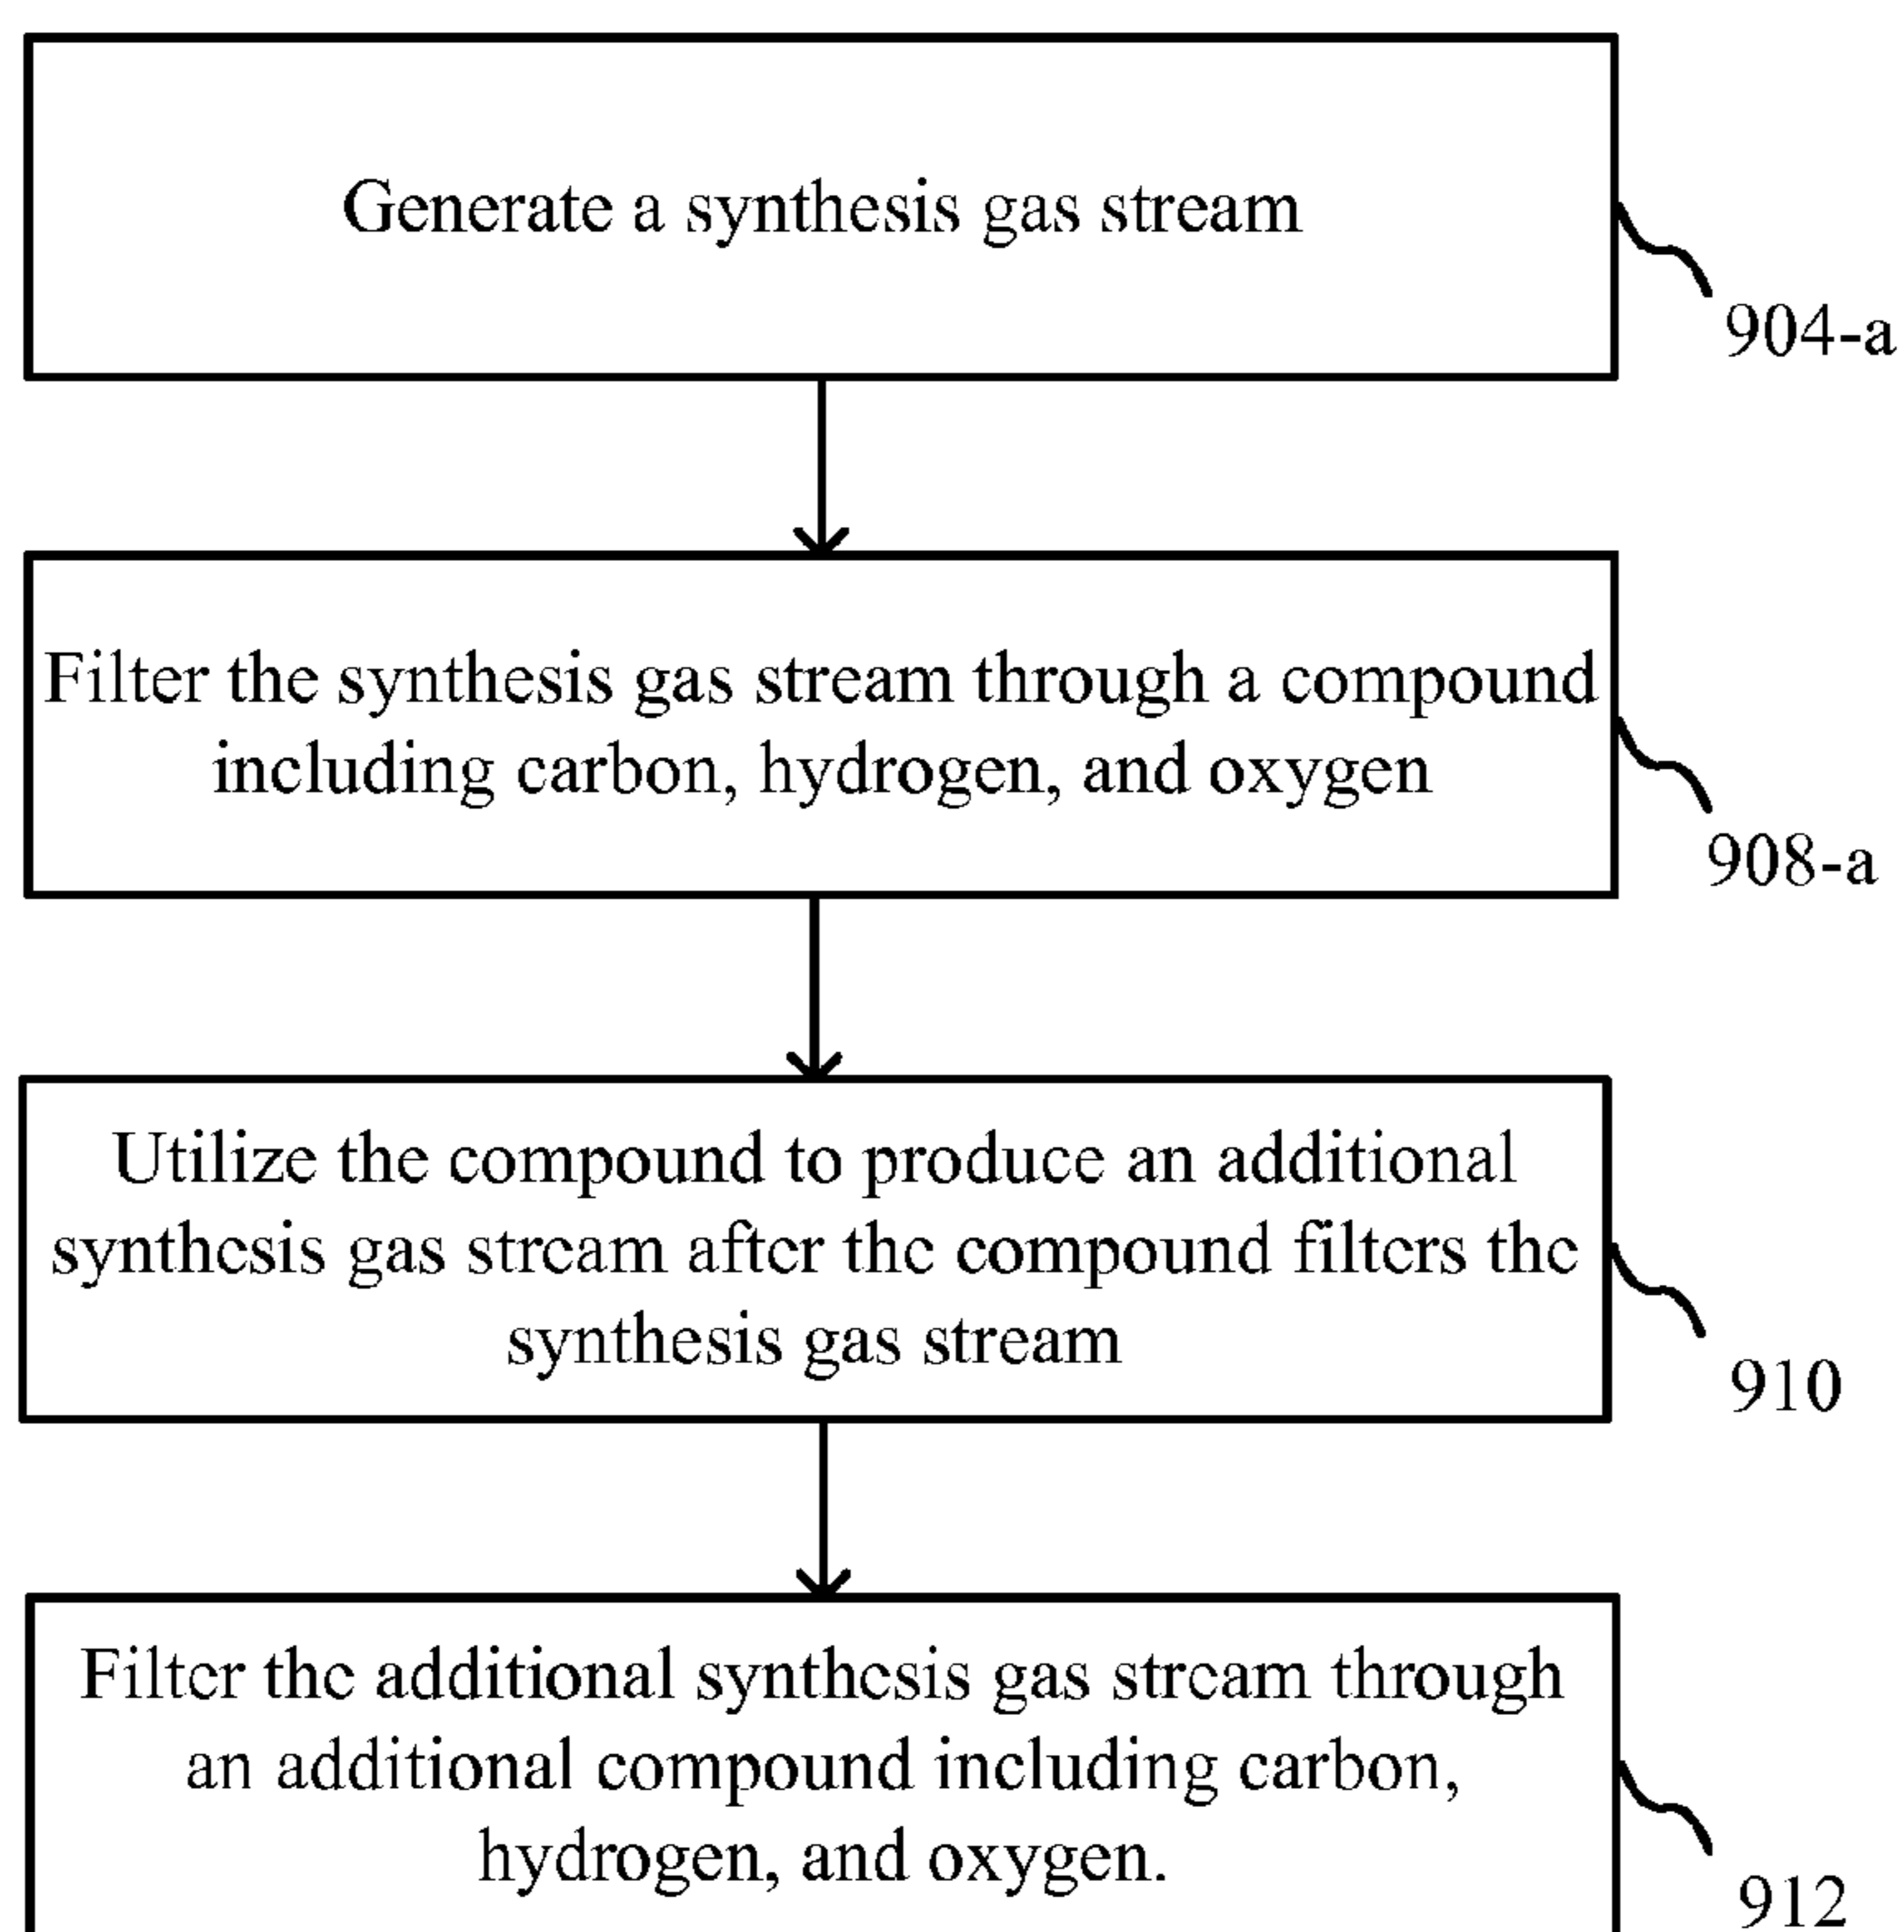 Generate a synthesis gas stream
904-a
Filter the synthesis gas stream through a compound
including carbon, hydrogen, and oxygen
908-a
Utilize the compound to produce an additional
synthesis gas stream after the compound filters the
synthesis gas stream
910
Filter the additional synthesis gas stream through
an additional compound including carbon,
hydrogen, and oxygen.
912